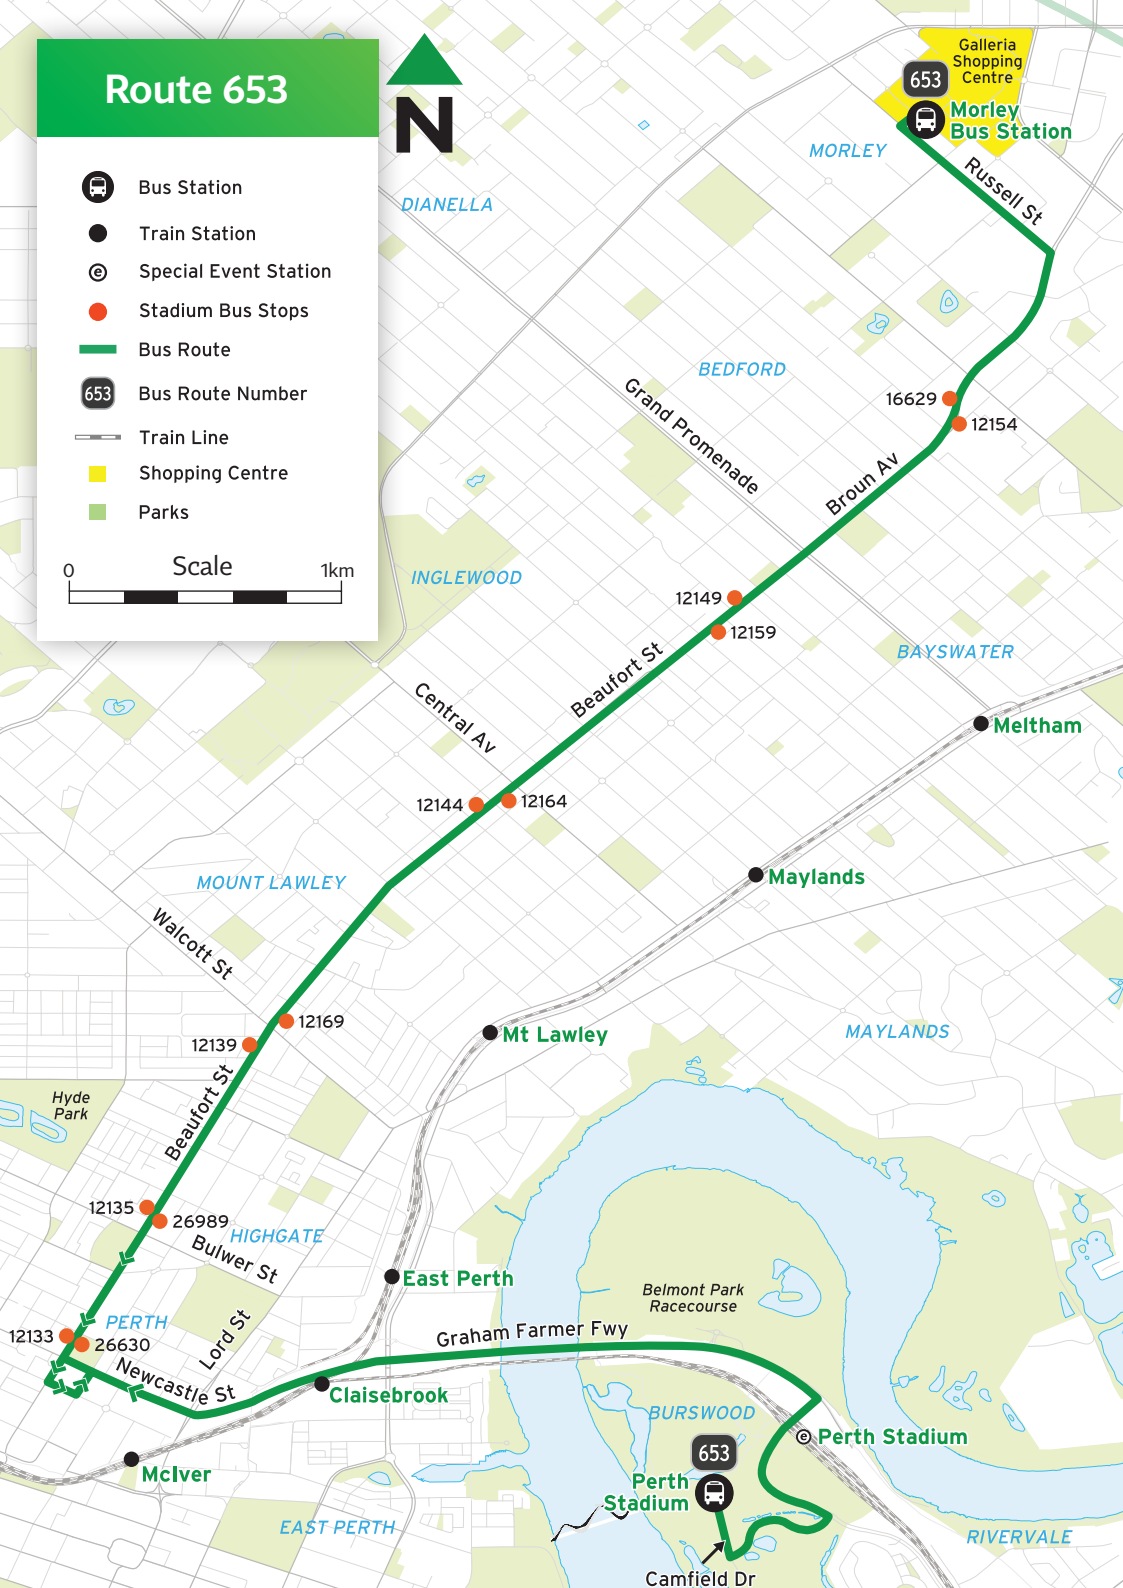 Route 653
N
Bus Station
Train Station
e
Special Event Station
Stadium Bus Stops
Bus Route
653
Bus Route Number
Train Line
Shopping Centre
Parks
Scale
0
1km
Galleria
Shopping
Centre
653
Morley
Bus Station
MORLEY
Russell St
DIANELLA
BEDFORD
Grand Promenade
16629
12154
Broun Av
INGLEWOOD
12149
12159
Beaufort St
BAYSWATER
Central Av
Meltham
12144
12164
MOUNT LAWLEY
Maylands
Walcott St
12169
12139
Mt Lawley
MAYLANDS
Beaufort St
Hyde
Park
12135
26989
HIGHGATE
Bulwer St
East Perth
Belmont Park
Racecourse
PERTH
12133
26630
Lord St
Graham Farmer Fwy
Newcastle St
Claisebrook
BURSWOOD
e
Perth Stadium
653
McIver
Perth
Stadium
EAST PERTH
RIVERVALE
Camfield Dr